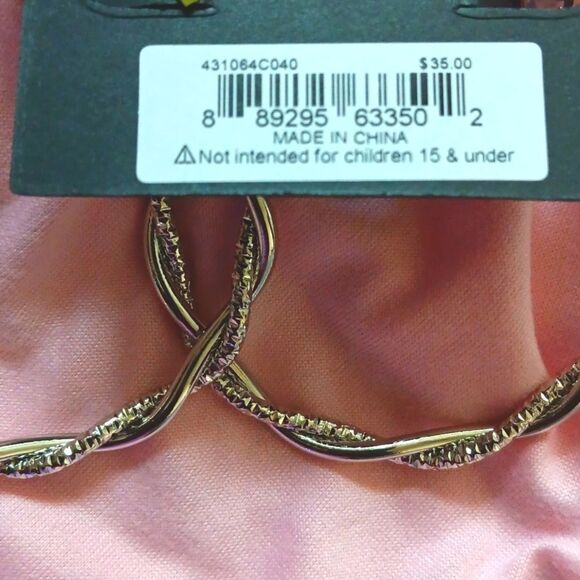 431064C040 $35.00
8 89295 63350 2
MADE IN CHINA
⚠Not intended for children 15 & under